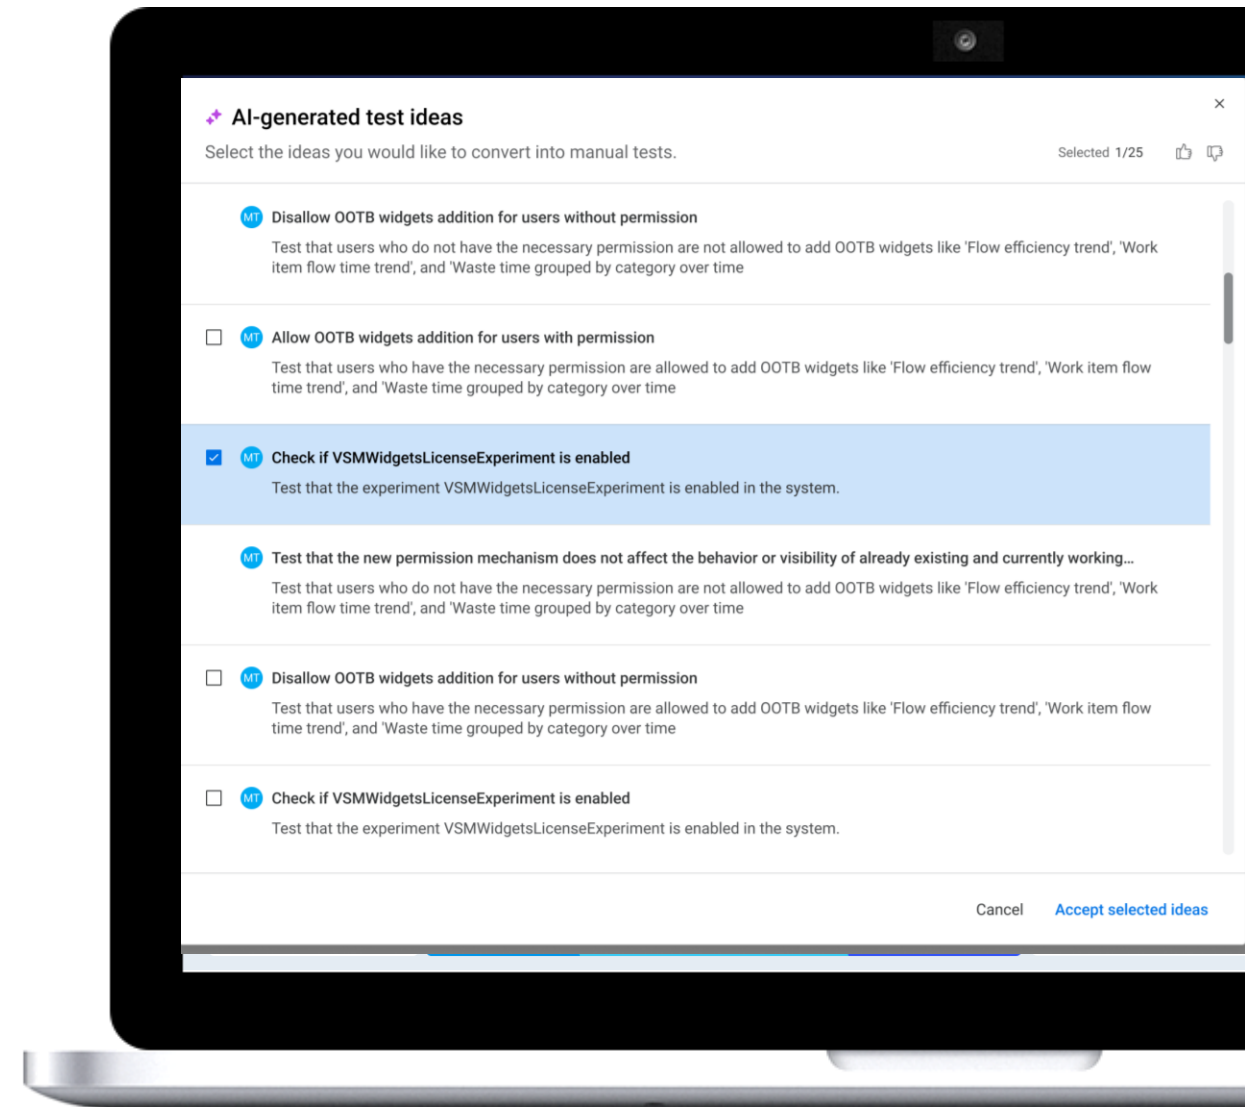 AI-generated test ideas
Select the ideas you would like to convert into manual tests.
Selected 1/25
MT Disallow OOTB widgets addition for users without permission
Test that users who do not have the necessary permission are not allowed to add OOTB widgets like 'Flow efficiency trend', 'Work
item flow time trend', and 'Waste time grouped by category over time
MT Allow OOTB widgets addition for users with permission
Test that users who have the necessary permission are allowed to add OOTB widgets like 'Flow efficiency trend', 'Work item flow
time trend', and 'Waste time grouped by category over time
MT Check if VSMWidgetsLicenseExperiment is enabled
Test that the experiment VSMWidgetsLicenseExperiment is enabled in the system.
MT Test that the new permission mechanism does not affect the behavior or visibility of already existing and currently working...
Test that users who do not have the necessary permission are not allowed to add OOTB widgets like 'Flow efficiency trend', 'Work
item flow time trend', and 'Waste time grouped by category over time
MT Disallow OOTB widgets addition for users without permission
Test that users who have the necessary permission are allowed to add OOTB widgets like 'Flow efficiency trend', 'Work item flow
time trend', and 'Waste time grouped by category over time
MT Check if VSMWidgetsLicenseExperiment is enabled
Test that the experiment VSMWidgetsLicenseExperiment is enabled in the system.
Cancel Accept selected ideas